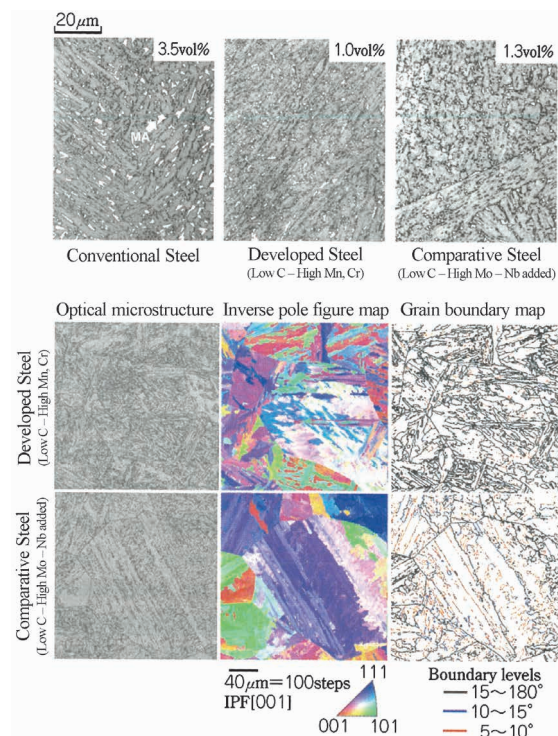 20μm
3.5vol%
1.0vol%
1.3vol%
MA
Conventional Steel
Developed Steel
(Low C – High Mn, Cr)
Comparative Steel
(Low C – High Mo – Nb added)
Optical microstructure
Inverse pole figure map
Grain boundary map
Developed Steel
(Low C – High Mn, Cr)
Comparative Steel
(Low C – High Mo – Nb added)
40μm=100steps
IPF[001]
111
001
101
Boundary levels
15~180°
10~15°
5~10°